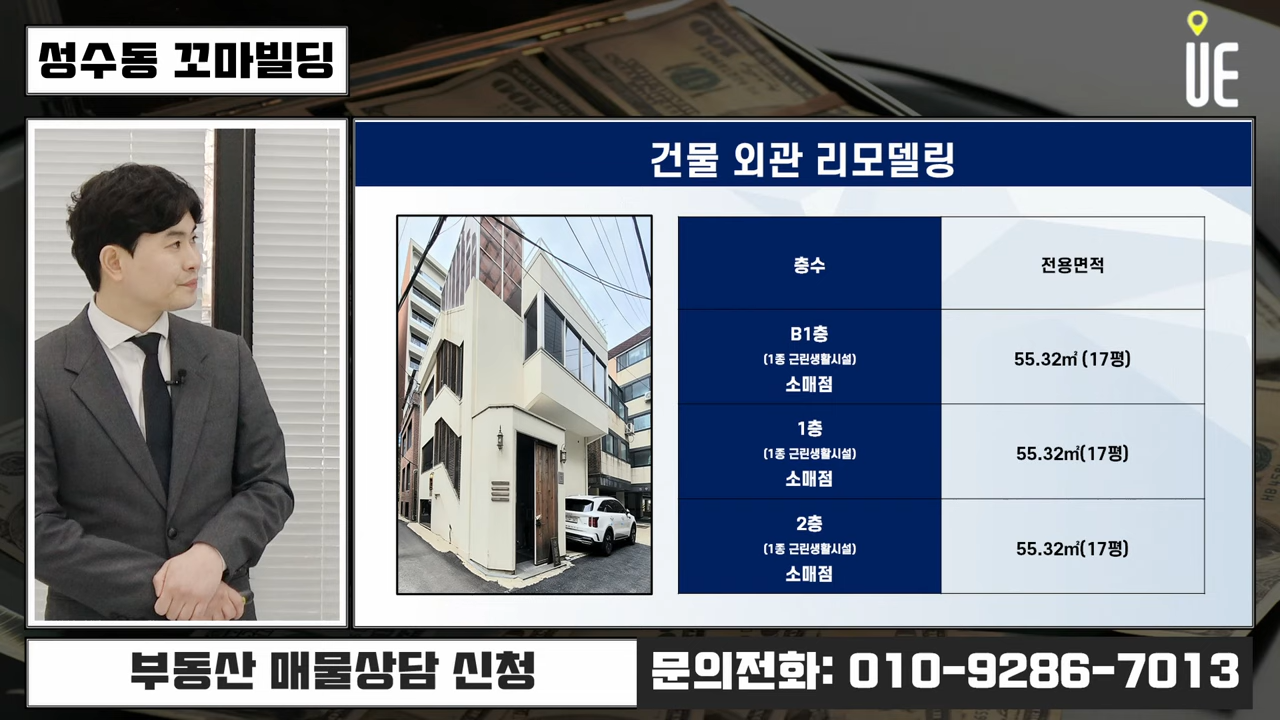 성수동 꼬마빌딩
UE
건물 외관 리모델링
층수
전용면적
B1층
(1종 근린생활시설)
소매점
55.32㎡ (17평)
1층
(1종 근린생활시설)
소매점
55.32㎡(17평)
2층
(1종 근린생활시설)
소매점
55.32㎡(17평)
부동산 매물상담 신청
문의전화: 010-9286-7013